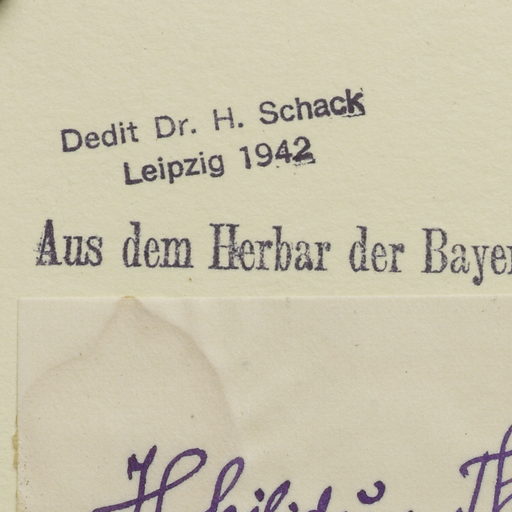 Dedit Dr. H. Schack
Leipzig 1942
Aus dem Herbar der Bayer